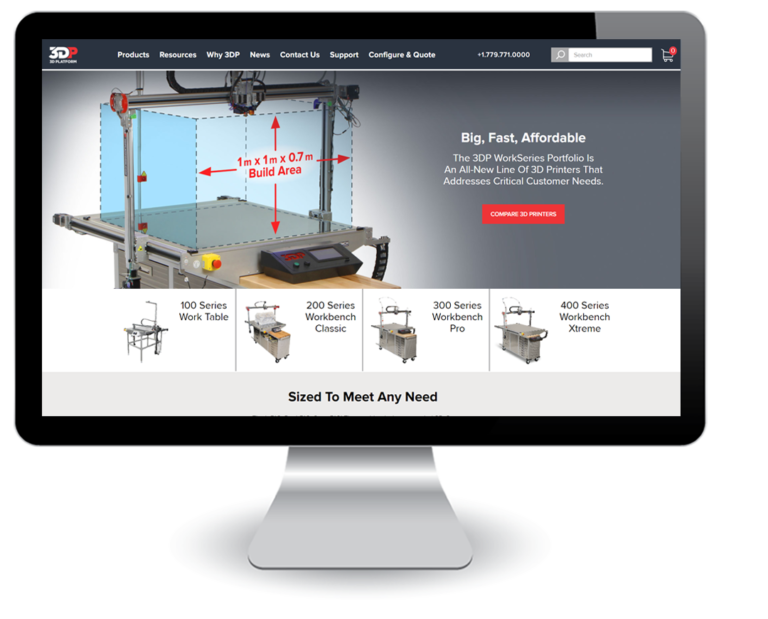 3DP
3D PLATFORM
Products Resources Why 3DP News Contact Us Support Configure & Quote +1.779.771.0000 Search 0
1m x 1m x 0.7m
Build Area
Big, Fast, Affordable
The 3DP WorkSeries Portfolio Is
An All-New Line Of 3D Printers That
Addresses Critical Customer Needs.
COMPARE 3D PRINTERS
100 Series
Work Table
200 Series
Workbench
Classic
300 Series
Workbench
Pro
400 Series
Workbench
Xtreme
Sized To Meet Any Need